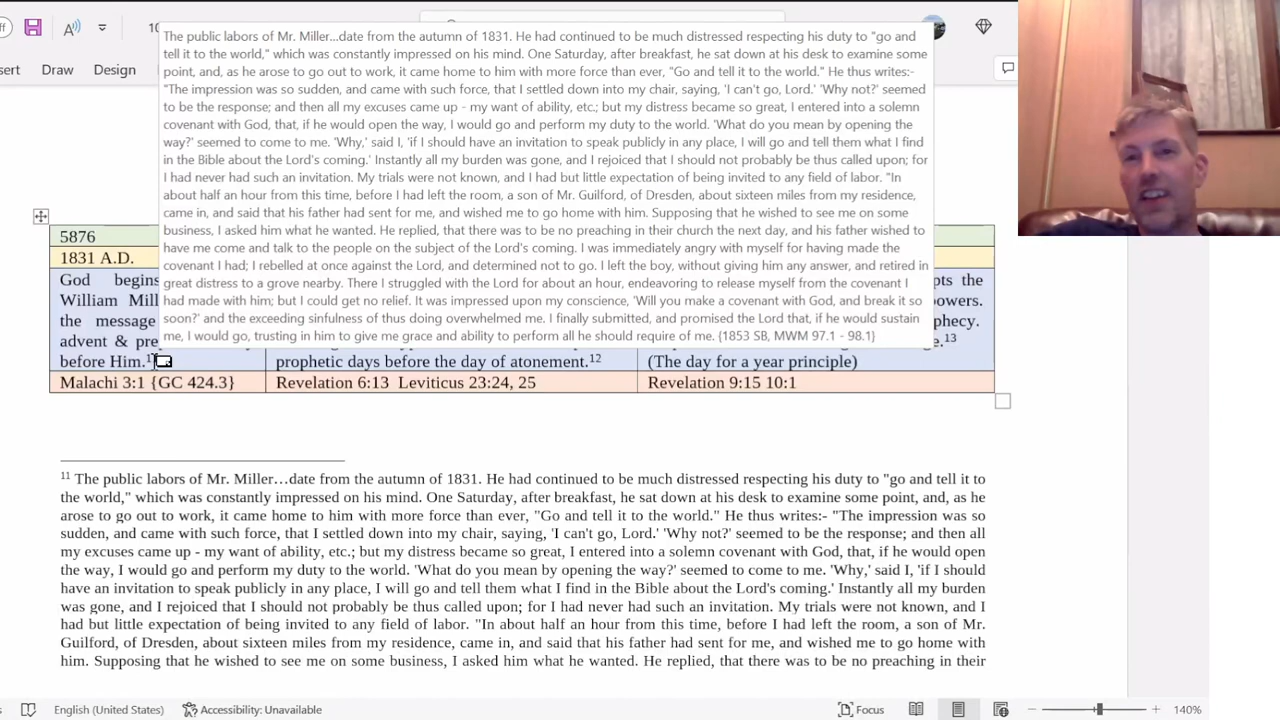 ff
10
sert Draw Design
The public labors of Mr. Miller…date from the autumn of 1831. He had continued to be much distressed respecting his duty to "go and
tell it to the world," which was constantly impressed on his mind. One Saturday, after breakfast, he sat down at his desk to examine some
point, and, as he arose to go out to work, it came home to him with more force than ever, "Go and tell it to the world." He thus writes:-
"The impression was so sudden, and came with such force, that I settled down into my chair, saying, 'I can't go, Lord.' 'Why not?' seemed
to be the response; and then all my excuses came up - my want of ability, etc.; but my distress became so great, I entered into a solemn
covenant with God, that, if he would open the way, I would go and perform my duty to the world. 'What do you mean by opening the
way?' seemed to come to me. 'Why,' said I, 'if I should have an invitation to speak publicly in any place, I will go and tell them what I find
in the Bible about the Lord's coming.' Instantly all my burden was gone, and I rejoiced that I should not probably be thus called upon; for
I had never had such an invitation. My trials were not known, and I had but little expectation of being invited to any field of labor. "In
about half an hour from this time, before I had left the room, a son of Mr. Guilford, of Dresden, about sixteen miles from my residence,
came in, and said that his father had sent for me, and wished me to go home with him. Supposing that he wished to see me on some
business, I asked him what he wanted. He replied, that there was to be no preaching in their church the next day, and his father wished to
have me come and talk to the people on the subject of the Lord's coming. I was immediately angry with myself for having made the
covenant I had; I rebelled at once against the Lord, and determined not to go. I left the boy, without giving him any answer, and retired in
great distress to a grove nearby. There I struggled with the Lord for about an hour, endeavoring to release myself from the covenant I
had made with him; but I could get no relief. It was impressed upon my conscience, 'Will you make a covenant with God, and break it so
soon?' and the exceeding sinfulness of thus doing overwhelmed me. I finally submitted, and promised the Lord that, if he would sustain
me, I would go, trusting in him to give me grace and ability to perform all he should require of me. {1853 SB, MWM 97.1 - 98.1}
5876
1831 A.D.
God begins pts the
William Mill powers.
the message phecy.
advent & pre ge.13
before Him.11 prophetic days before the day of atonement.12 (The day for a year principle)
Malachi 3:1 {GC 424.3} Revelation 6:13 Leviticus 23:24, 25 Revelation 9:15 10:1
11 The public labors of Mr. Miller…date from the autumn of 1831. He had continued to be much distressed respecting his duty to "go and tell it to
the world," which was constantly impressed on his mind. One Saturday, after breakfast, he sat down at his desk to examine some point, and, as he
arose to go out to work, it came home to him with more force than ever, "Go and tell it to the world." He thus writes:- "The impression was so
sudden, and came with such force, that I settled down into my chair, saying, 'I can't go, Lord.' 'Why not?' seemed to be the response; and then all
my excuses came up - my want of ability, etc.; but my distress became so great, I entered into a solemn covenant with God, that, if he would open
the way, I would go and perform my duty to the world. 'What do you mean by opening the way?' seemed to come to me. 'Why,' said I, 'if I should
have an invitation to speak publicly in any place, I will go and tell them what I find in the Bible about the Lord's coming.' Instantly all my burden
was gone, and I rejoiced that I should not probably be thus called upon; for I had never had such an invitation. My trials were not known, and I
had but little expectation of being invited to any field of labor. "In about half an hour from this time, before I had left the room, a son of Mr.
Guilford, of Dresden, about sixteen miles from my residence, came in, and said that his father had sent for me, and wished me to go home with
him. Supposing that he wished to see me on some business, I asked him what he wanted. He replied, that there was to be no preaching in their
English (United States) Accessibility: Unavailable Focus 140%